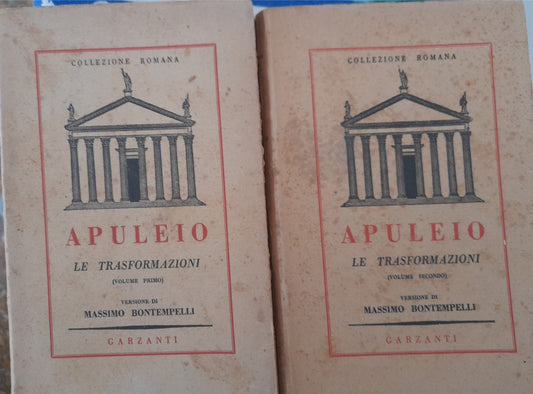 COLLEZIONE ROMANA
APULEIO
LE TRASFORMAZIONI
(VOLUME PRIMO)
VERSIONE DI
MASSIMO BONTEMPELLI
GARZANTI
COLLEZIONE ROMANA
APULEIO
LE TRASFORMAZIONI
(VOLUME SECONDO)
VERSIONE DI
MASSIMO BONTEMPELLI
GARZANTI